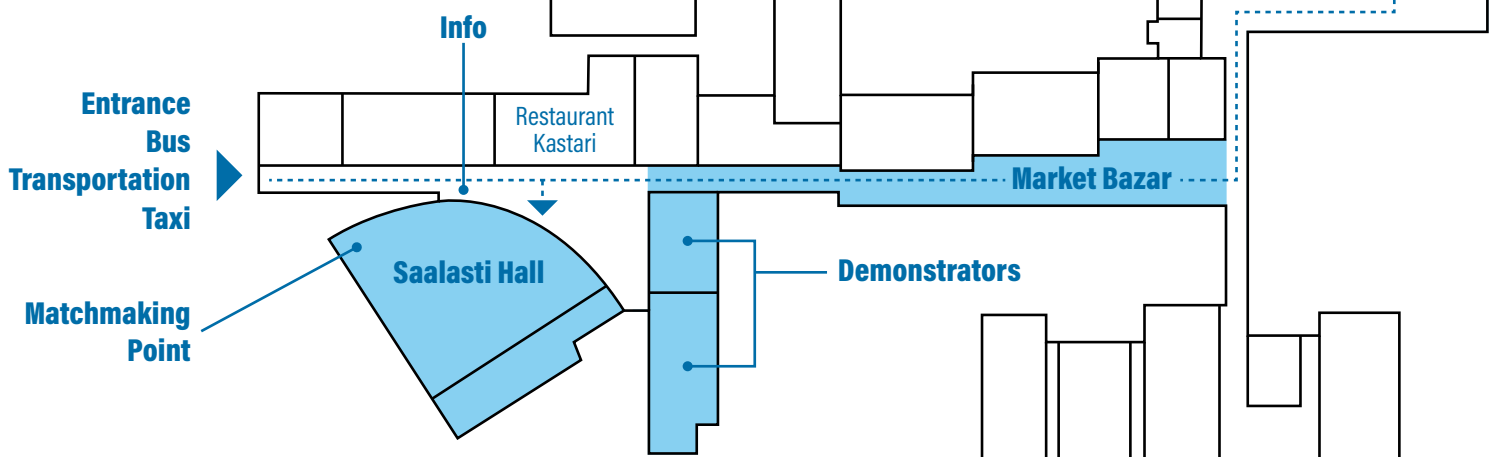 Info
Entrance
Bus
Transportation
Taxi
Restaurant
Kastari
Market Bazar
Saalasti Hall
Demonstrators
Matchmaking
Point